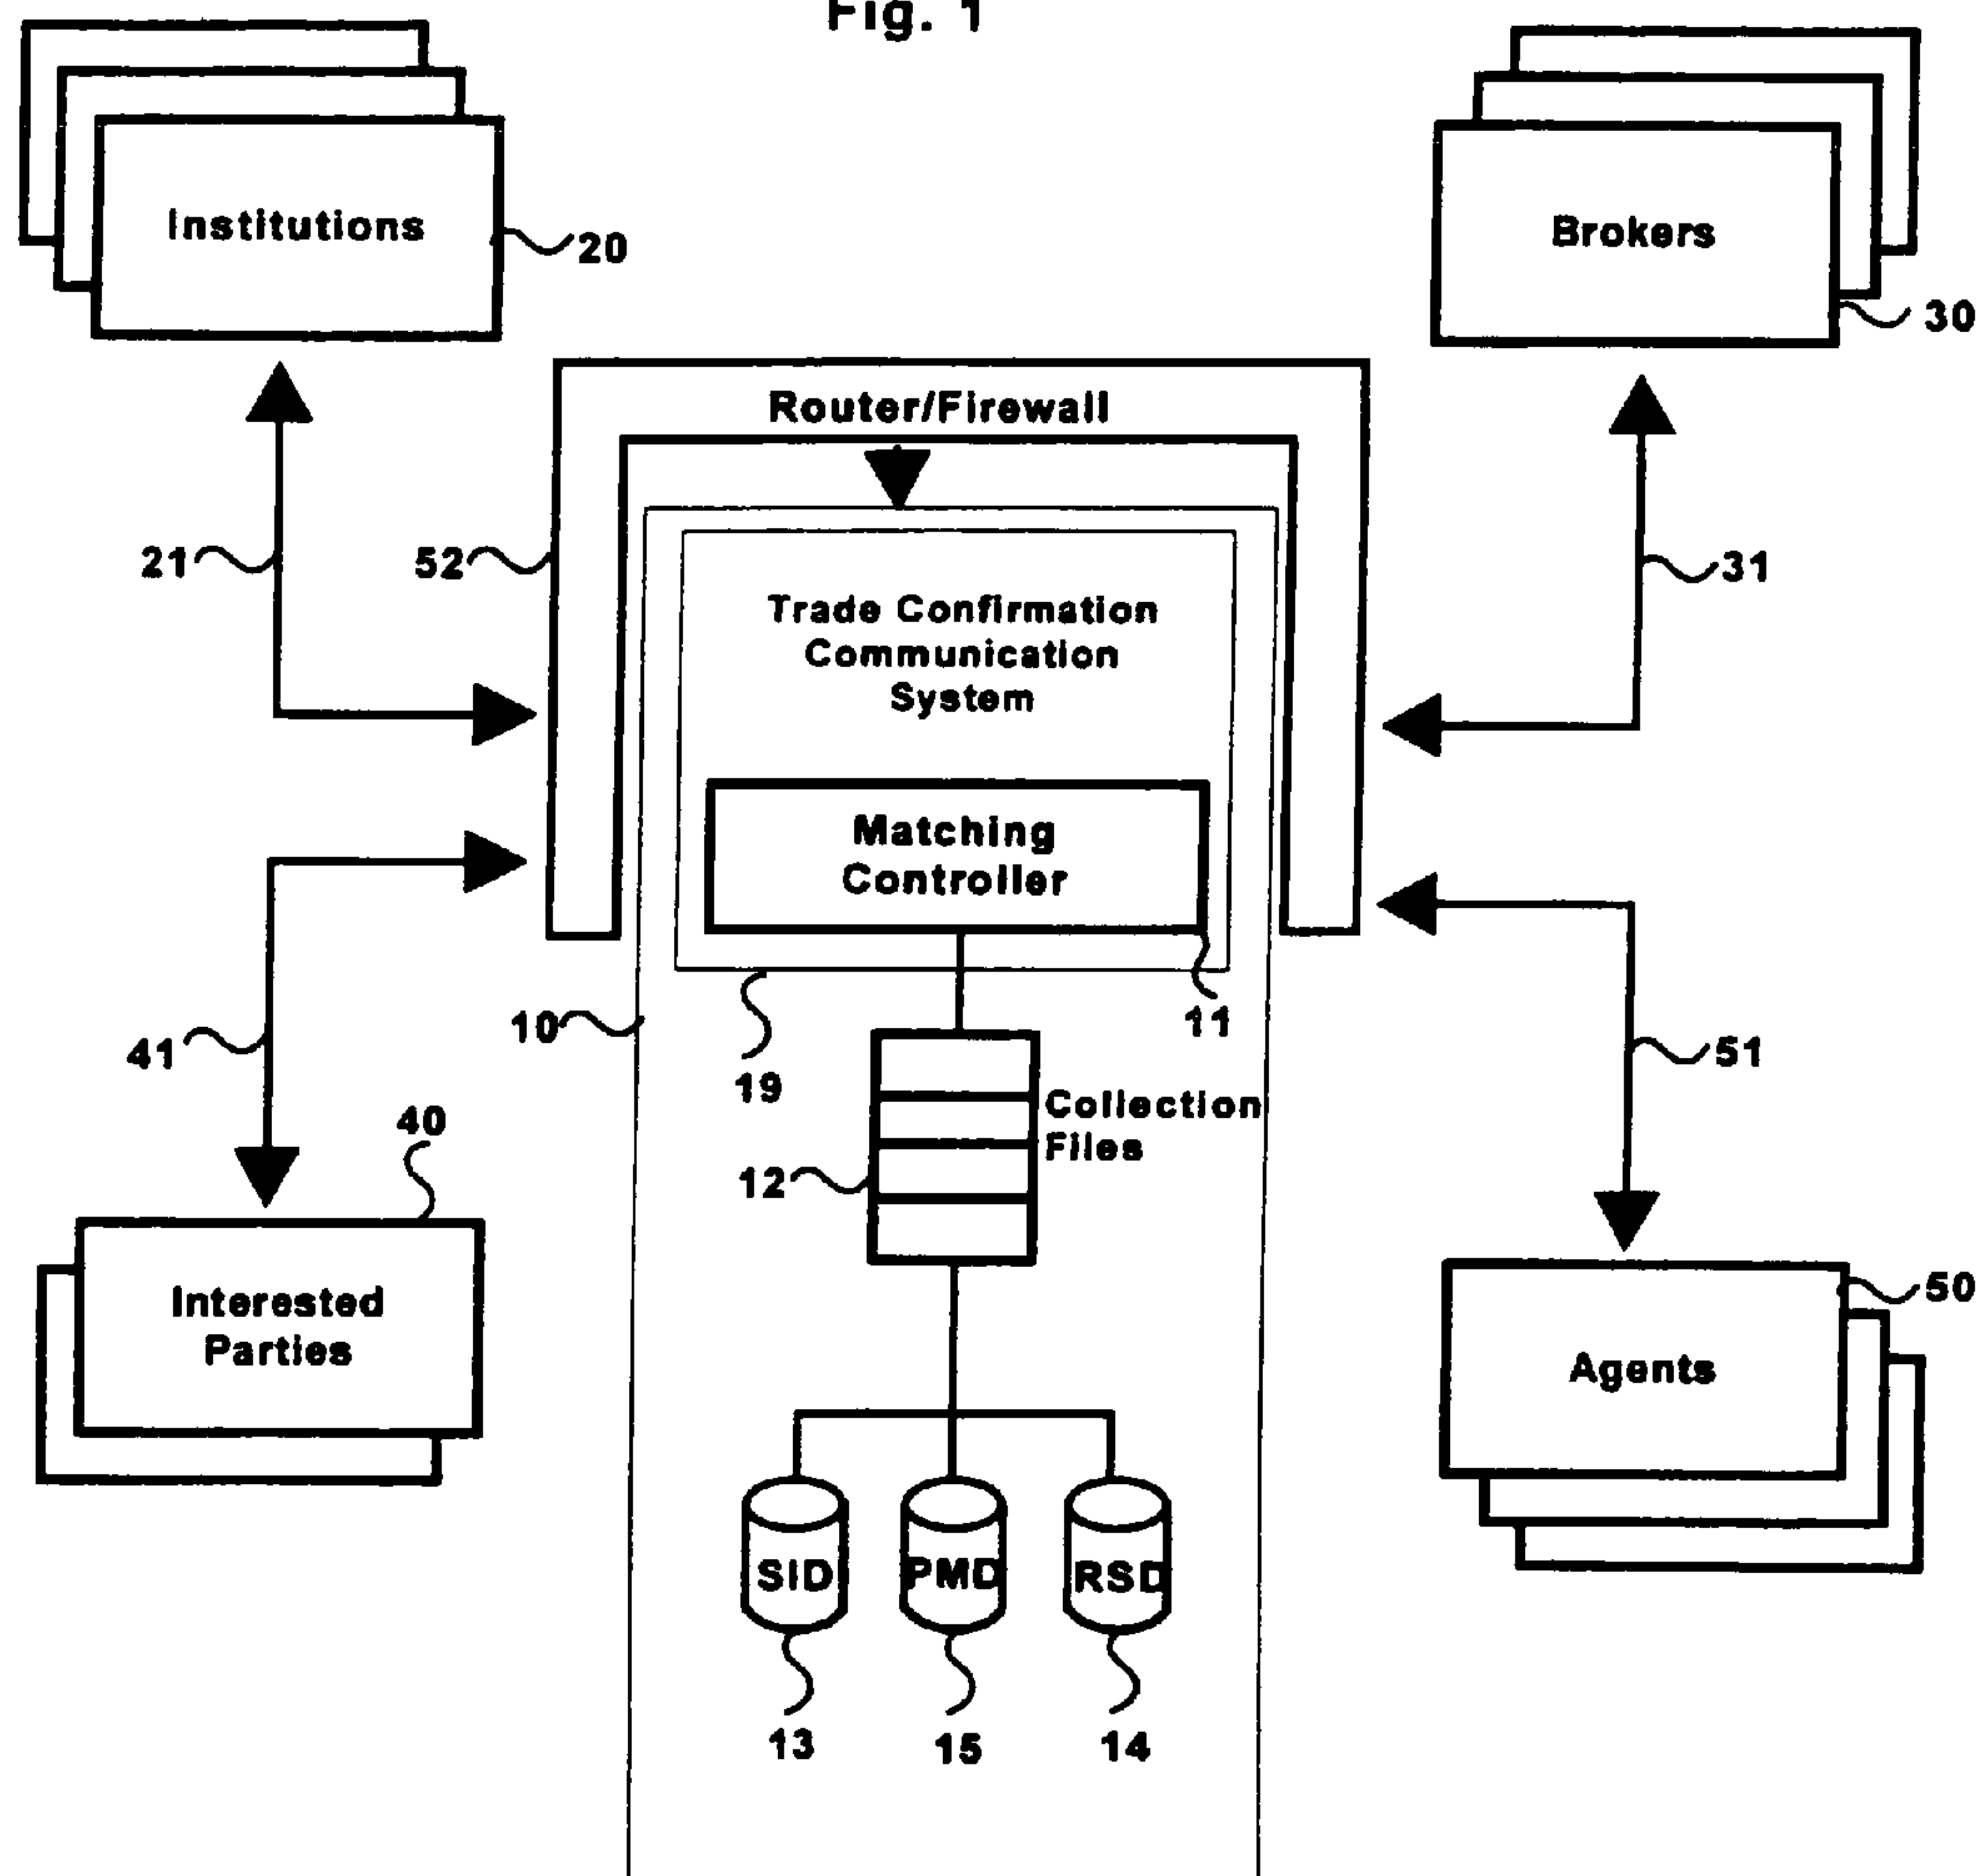 Fig. 1
Institutions
20
Brokers
30
Router/Firewall
21
52
31
Trade Confirmation
Communication
System
Matching
Controller
10
11
41
19
51
40
Collection
Files
12
Interested
Parties
50
Agents
SID
PMD
RSD
13
15
14